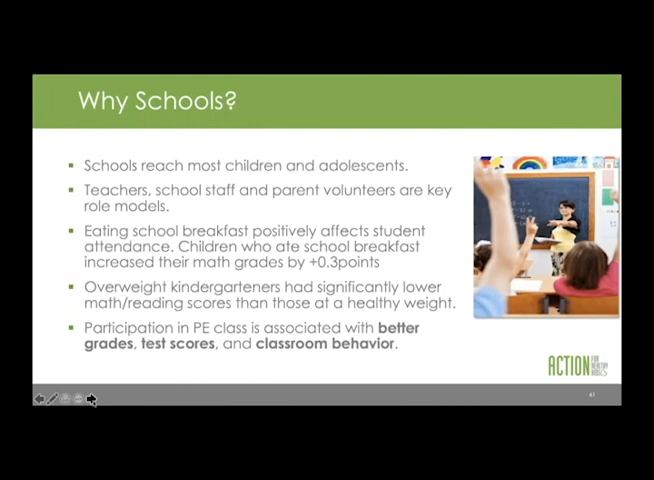 Why Schools?
Schools reach most children and adolescents.
Teachers, school staff and parent volunteers are key
role models.
Eating school breakfast positively affects student
attendance. Children who ate school breakfast
increased their math grades by +0.3points
Overweight kindergarteners had significantly lower
math/reading scores than those at a healthy weight.
Participation in PE class is associated with better
grades, test scores, and classroom behavior.
ACTION FOR HEALTHY KIDS